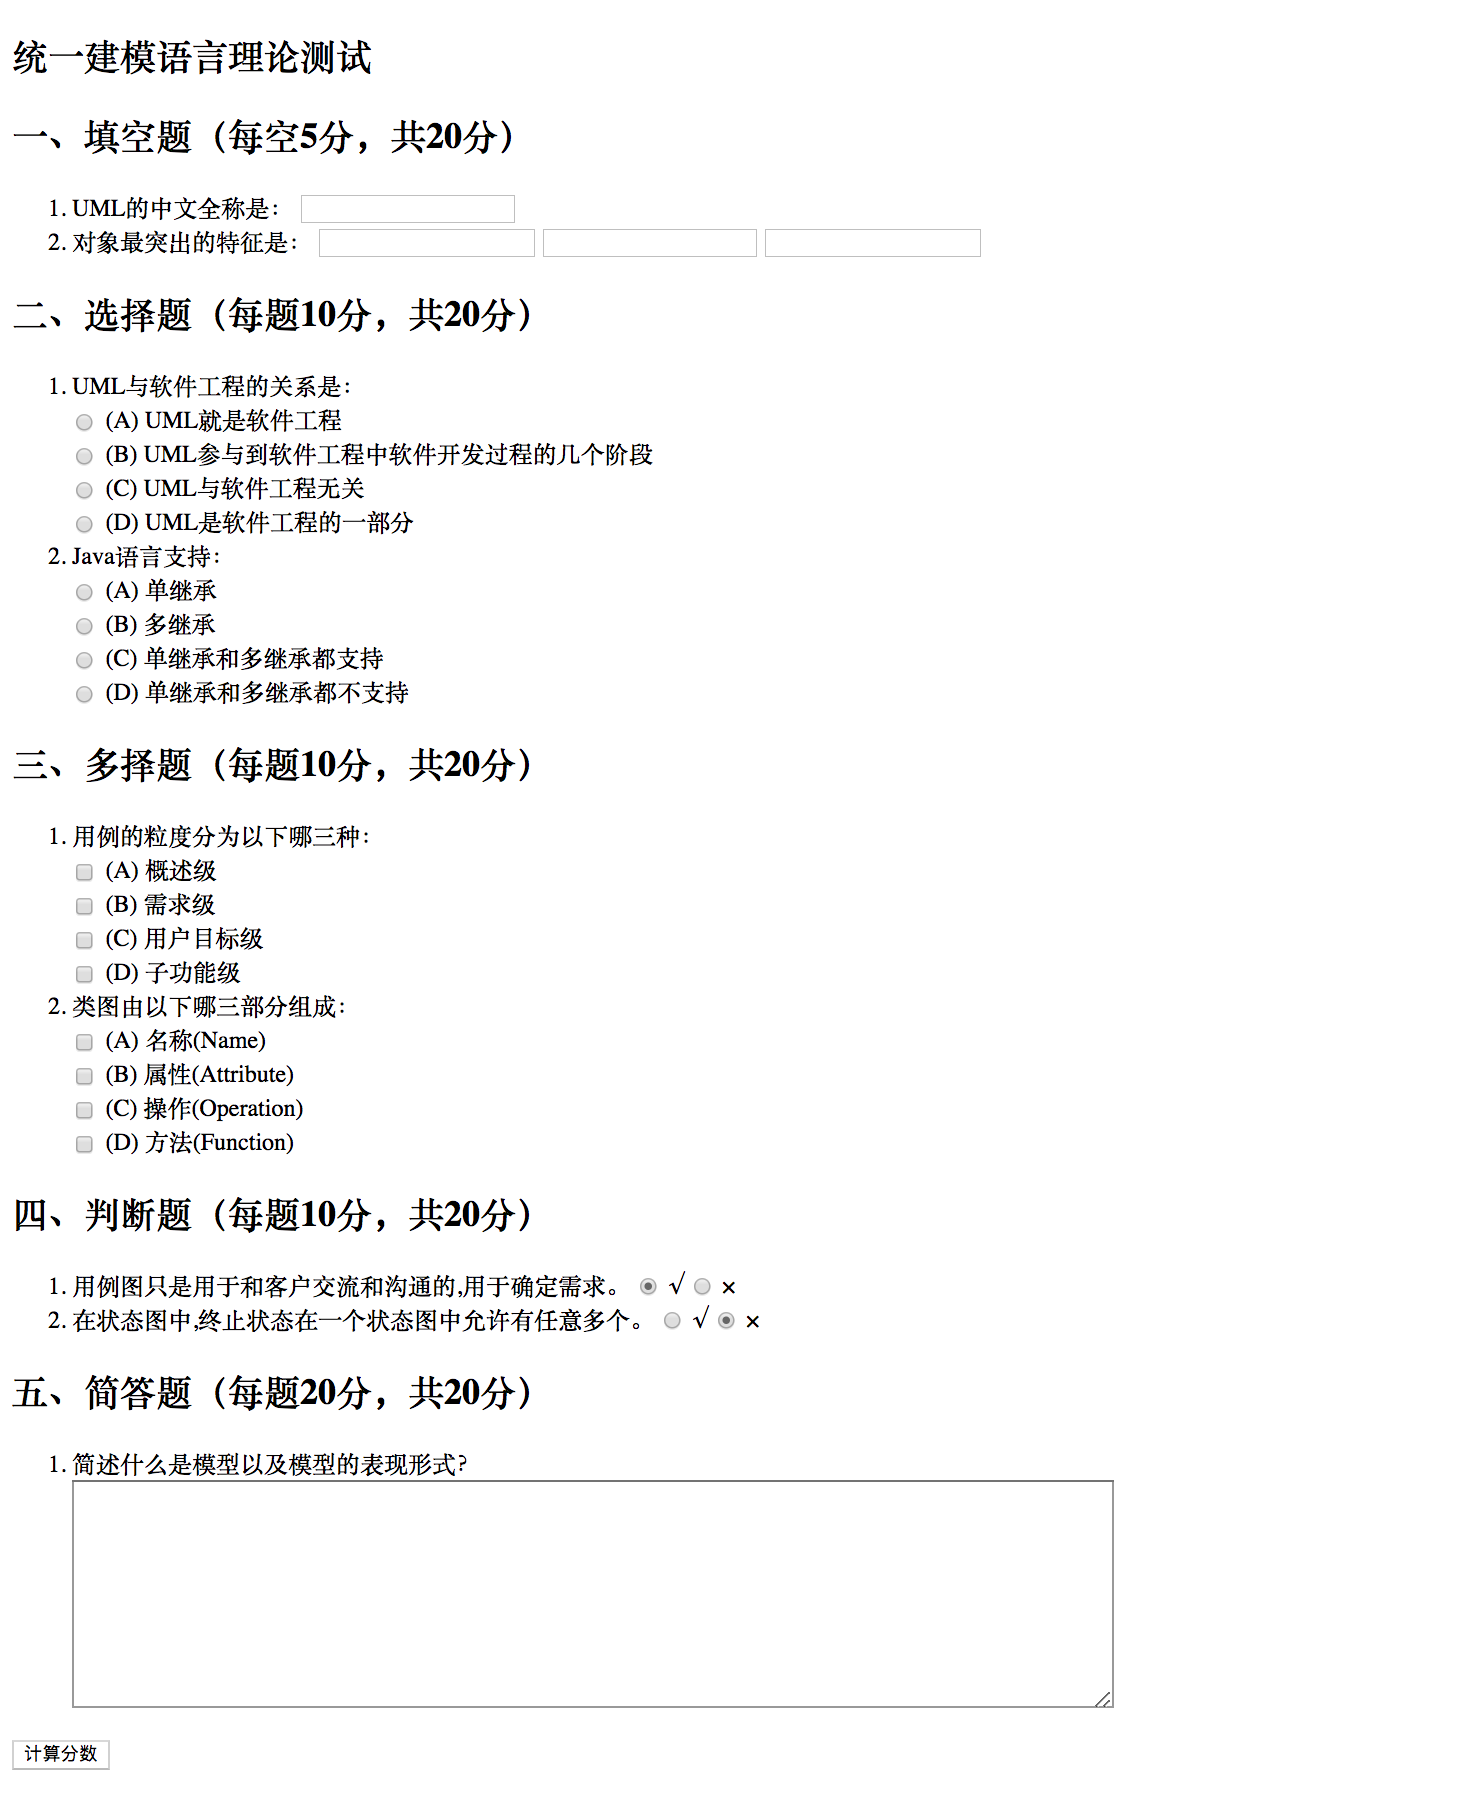 统一建模语言理论测试
一、填空题（每空5分，共20分）
1. UML的中文全称是：
2. 对象最突出的特征是：
二、选择题（每题10分，共20分）
1. UML与软件工程的关系是：
(A) UML就是软件工程
(B) UML参与到软件工程中软件开发过程的几个阶段
(C) UML与软件工程无关
(D) UML是软件工程的一部分
2. Java语言支持：
(A) 单继承
(B) 多继承
(C) 单继承和多继承都支持
(D) 单继承和多继承都不支持
三、多择题（每题10分，共20分）
1. 用例的粒度分为以下哪三种：
(A) 概述级
(B) 需求级
(C) 用户目标级
(D) 子功能级
2. 类图由以下哪三部分组成：
(A) 名称(Name)
(B) 属性(Attribute)
(C) 操作(Operation)
(D) 方法(Function)
四、判断题（每题10分，共20分）
1. 用例图只是用于和客户交流和沟通的,用于确定需求。 √ ×
2. 在状态图中,终止状态在一个状态图中允许有任意多个。 √ ×
五、简答题（每题20分，共20分）
1. 简述什么是模型以及模型的表现形式？
计算分数